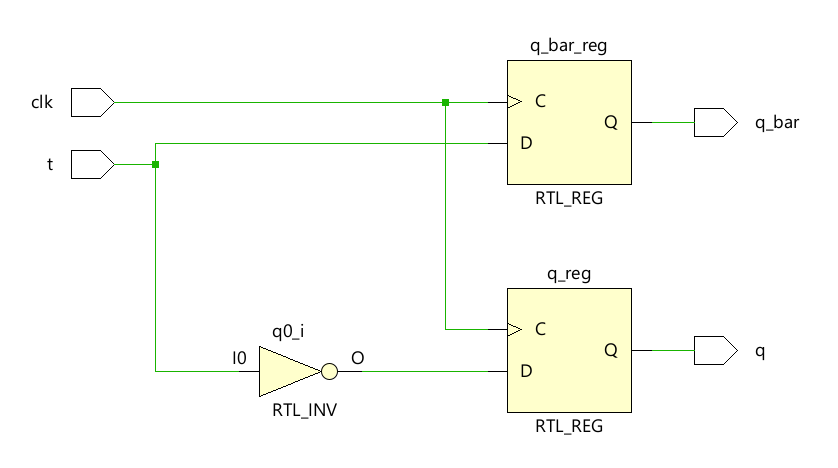 q_bar_reg
clk
C
Q
q_bar
t
D
RTL_REG
q_reg
q0_i
C
I0
O
Q
q
D
RTL_INV
RTL_REG